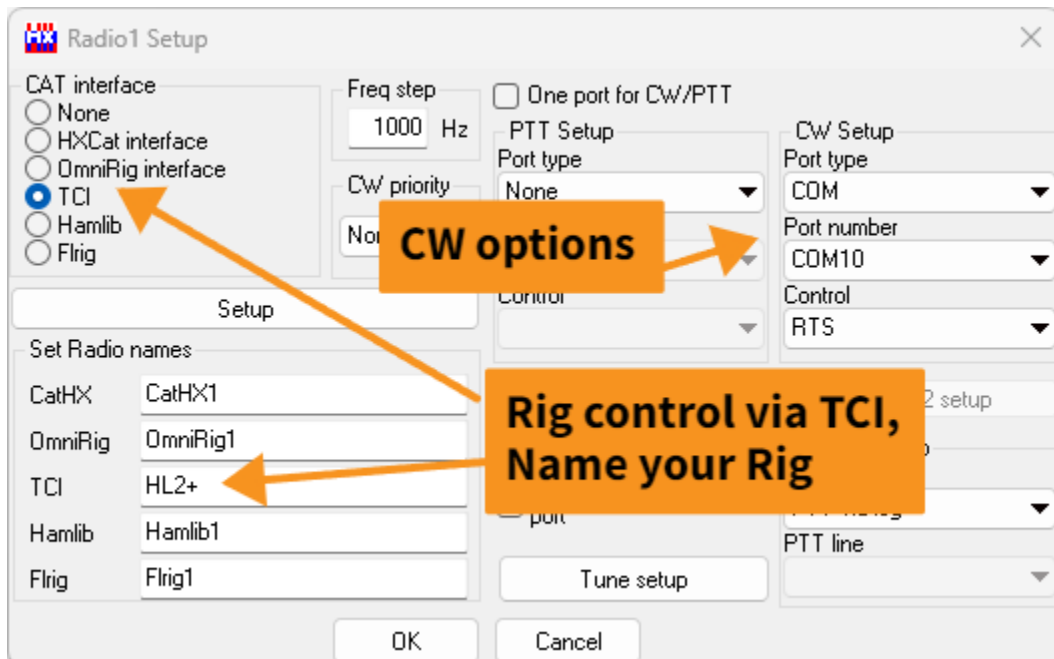 HX Radio1 Setup
CAT interface
None
HXCat interface
OmniRig interface
TCI
Hamlib
Flrig
Freq step
1000 Hz
CW priority
One port for CW/PTT
PTT Setup
Port type
None
Control
CW Setup
Port type
COM
Port number
COM10
Control
RTS
CW options
Setup
Set Radio names
CatHX CatHX1
OmniRig OmniRig1
TCI HL2+
Hamlib Hamlib1
Flrig Flrig1
Rig control via TCI,
Name your Rig
2 setup
port
PTT line
Tune setup
OK
Cancel